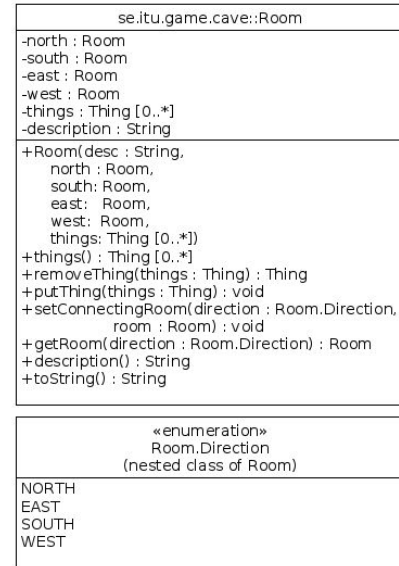 se.itu.game.cave::Room
-north : Room
-south : Room
-east : Room
-west : Room
-things : Thing [0..*]
-description : String
+Room(desc : String,
north : Room,
south: Room,
east: Room,
west: Room,
things: Thing [0..*])
+things() : Thing [0..*]
+removeThing(things : Thing) : Thing
+putThing(things : Thing) : void
+setConnectingRoom(direction : Room.Direction,
room : Room) : void
+getRoom(direction : Room.Direction) : Room
+description() : String
+toString() : String
«enumeration»
Room.Direction
(nested class of Room)
NORTH
EAST
SOUTH
WEST